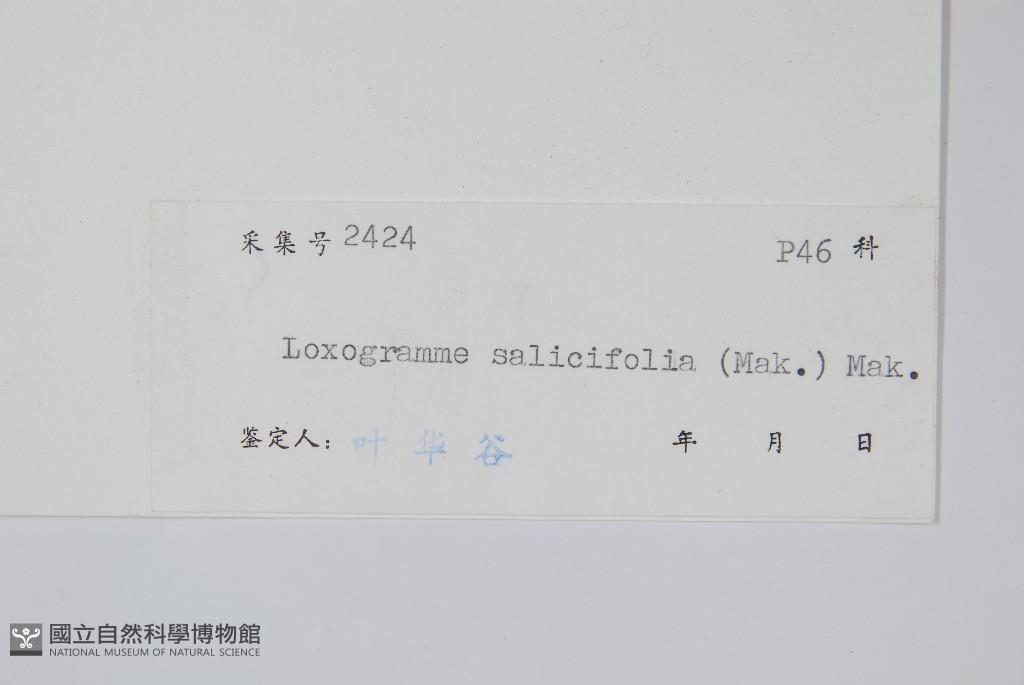 采集号 2424 P46 科
Loxogramme salicifolia (Mak.) Mak.
鉴定人: 叶华谷 年 月 日
國立自然科學博物館
NATIONAL MUSEUM OF NATURAL SCIENCE